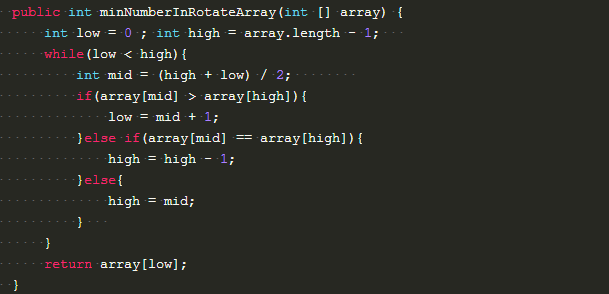 public int minNumberInRotateArray(int [] array) {
int low = 0 ; int high = array.length - 1;
while(low < high){
int mid = (high + low) / 2;
if(array[mid] > array[high]){
low = mid + 1;
}else if(array[mid] == array[high]){
high = high - 1;
}else{
high = mid;
}
}
return array[low];
}